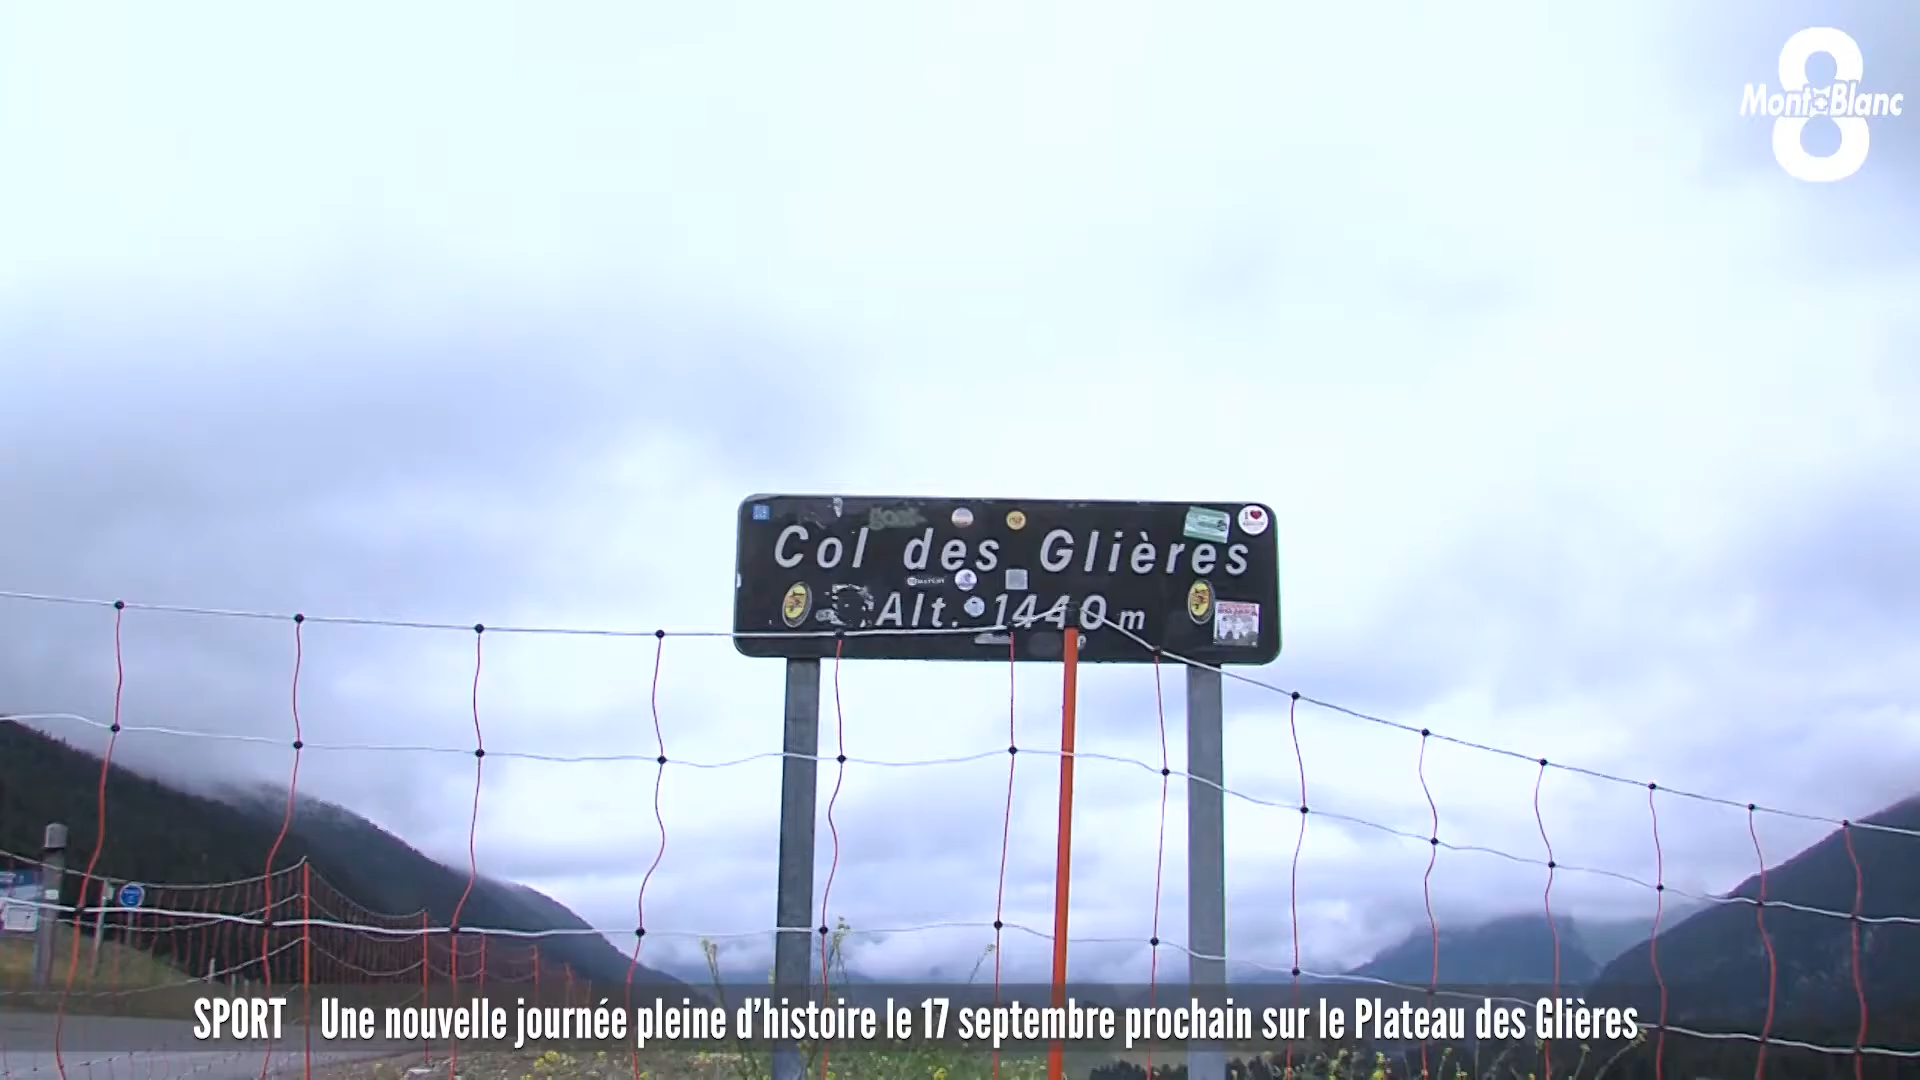 8
Mont Blanc
Col des Glières
Alt. 1440 m
SPORT Une nouvelle journée pleine d'histoire le 17 septembre prochain sur le Plateau des Glières